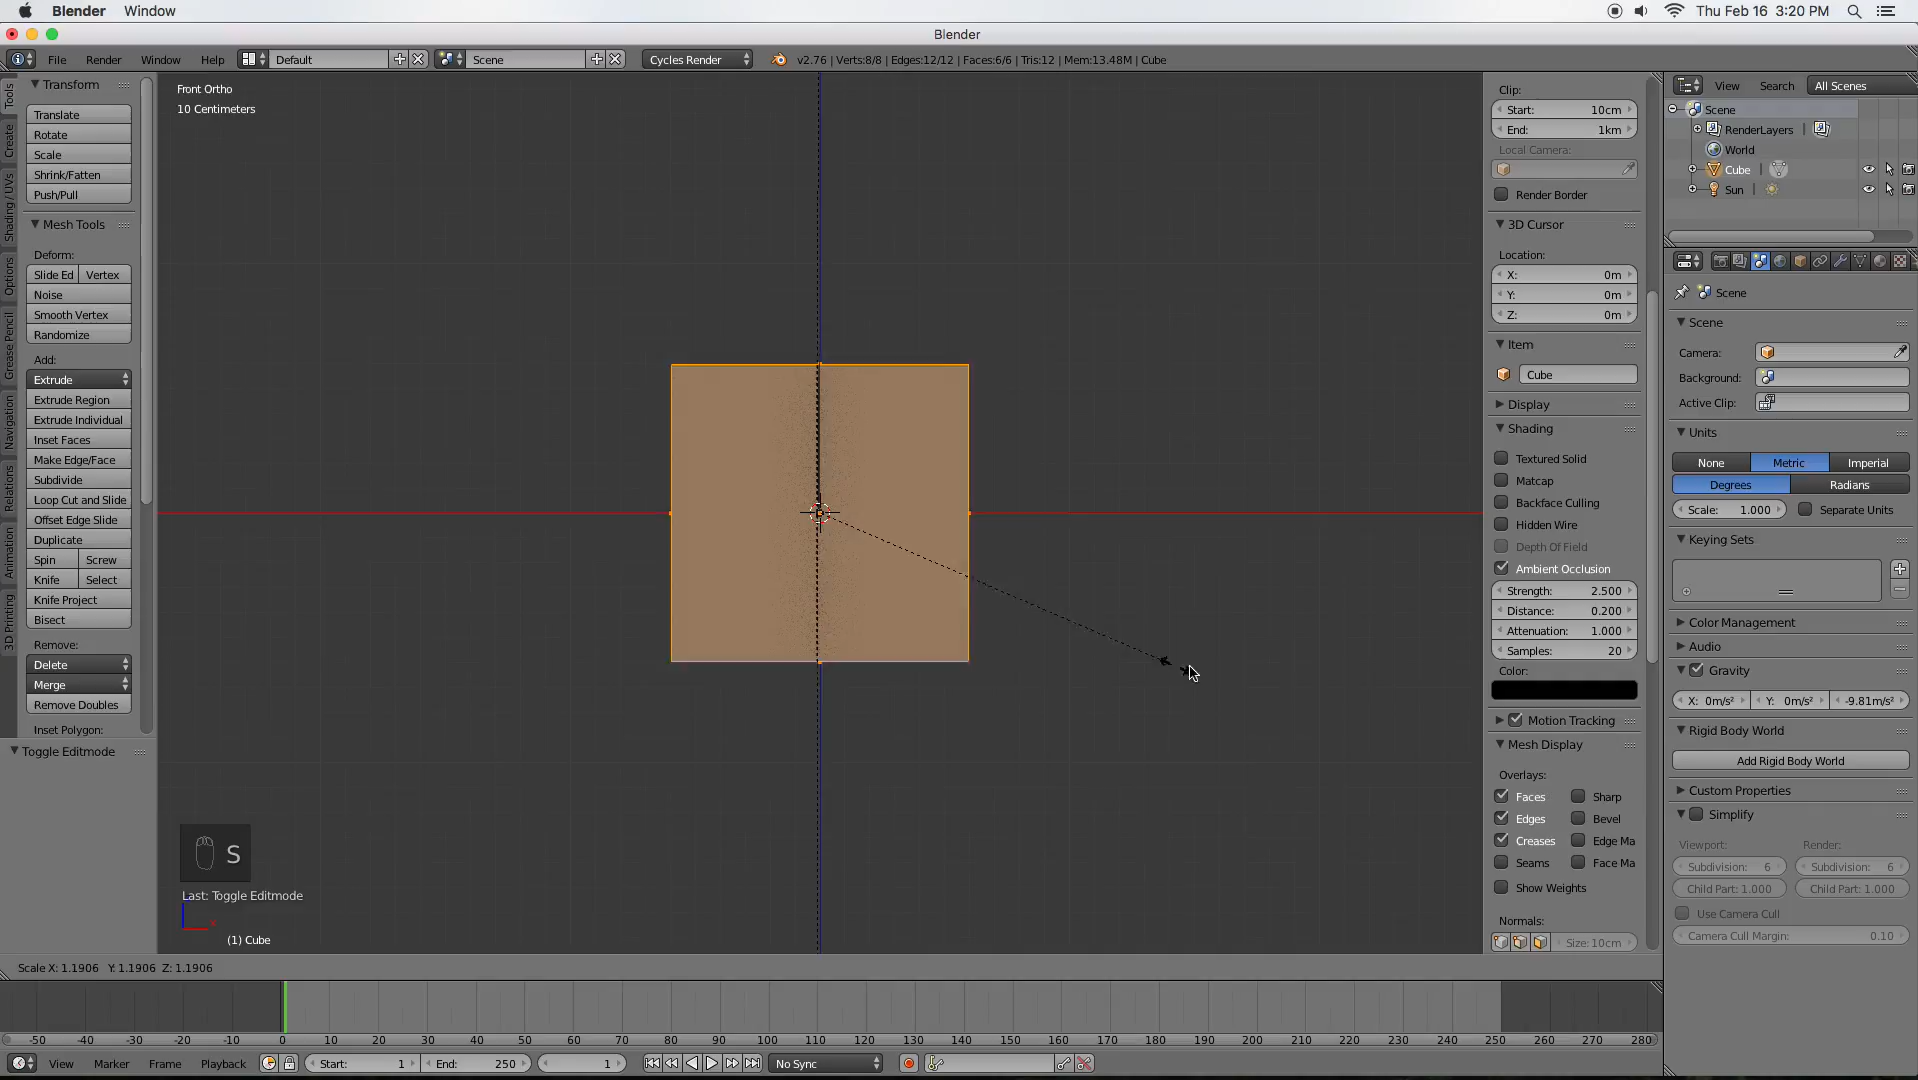 Blender Window Thu Feb 16 3:20 PM
Blender
File Render Window Help Default Scene Cycles Render v2.76 | Verts:8/8 | Edges:12/12 | Faces:6/6 | Tris:12 | Mem:13.48M | Cube
Tools
Create
Shading / UVs
Options
Grease Pencil
Navigation
Relations
Animation
3D Printing
Transform
Translate
Rotate
Scale
Shrink/Fatten
Push/Pull
Mesh Tools
Deform:
Slide Ed Vertex
Noise
Smooth Vertex
Randomize
Add:
Extrude
Extrude Region
Extrude Individual
Inset Faces
Make Edge/Face
Subdivide
Loop Cut and Slide
Offset Edge Slide
Duplicate
Spin Screw
Knife Select
Knife Project
Bisect
Remove:
Delete
Merge
Remove Doubles
Inset Polygon:
Toggle Editmode
Front Ortho
10 Centimeters
S
Last: Toggle Editmode
x
(1) Cube
Scale X: 1.1906 Y: 1.1906 Z: 1.1906
Clip:
Start: 10cm
End: 1km
Local Camera:
Render Border
3D Cursor
Location:
X: 0m
Y: 0m
Z: 0m
Item
Cube
Display
Shading
Textured Solid
Matcap
Backface Culling
Hidden Wire
Depth Of Field
Ambient Occlusion
Strength: 2.500
Distance: 0.200
Attenuation: 1.000
Samples: 20
Color:
Motion Tracking
Mesh Display
Overlays:
Faces Sharp
Edges Bevel
Creases Edge Ma
Seams Face Ma
Show Weights
Normals:
Size: 10cm
View Search All Scenes
Scene
RenderLayers |
World
Cube |
Sun |
Scene
Scene
Camera:
Background:
Active Clip:
Units
None Metric Imperial
Degrees Radians
Scale: 1.000 Separate Units
Keying Sets
Color Management
Audio
Gravity
X: 0m/s² Y: 0m/s² -9.81m/s²
Rigid Body World
Add Rigid Body World
Custom Properties
Simplify
Viewport: Render:
Subdivision: 6 Subdivision: 6
Child Part: 1.000 Child Part: 1.000
Use Camera Cull
Camera Cull Margin: 0.10
-50 -40 -30 -20 -10 0 10 20 30 40 50 60 70 80 90 100 110 120 130 140 150 160 170 180 190 200 210 220 230 240 250 260 270 280
View Marker Frame Playback Start: 1 End: 250 1 No Sync